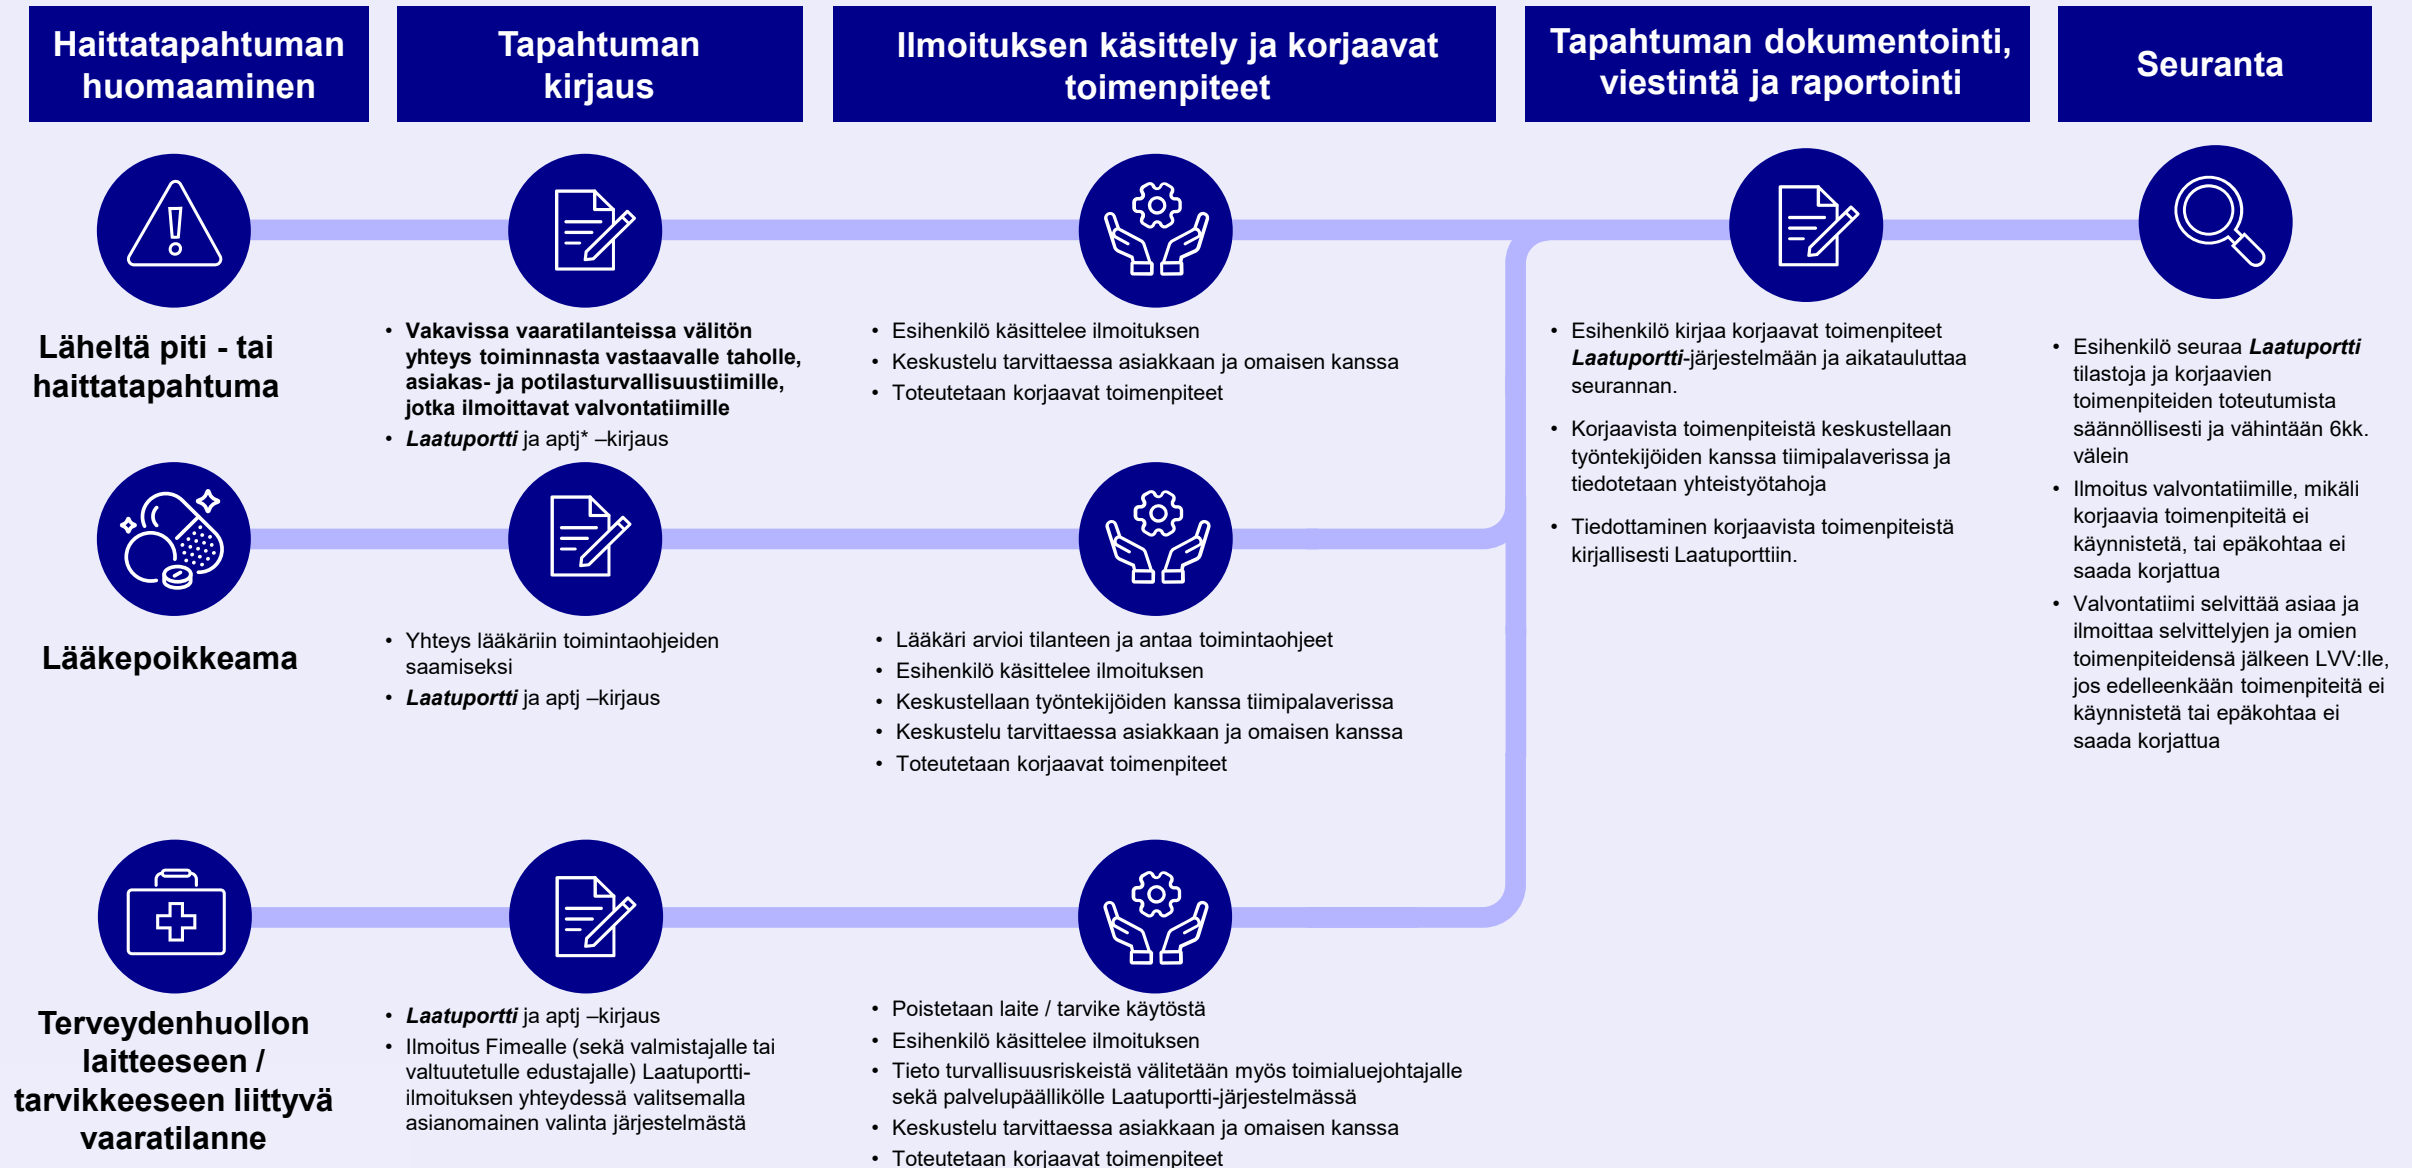 Haittatapahtuman
huomaaminen
Tapahtuman
kirjaus
Ilmoituksen käsittely ja korjaavat
toimenpiteet
Tapahtuman dokumentointi,
viestintä ja raportointi
Seuranta
Läheltä piti - tai
haittatapahtuma
• Vakavissa vaaratilanteissa välitön
yhteys toiminnasta vastaavalle taholle,
asiakas- ja potilasturvallisuustiimille,
jotka ilmoittavat valvontatiimille
• Laatuportti ja aptj* –kirjaus
• Esihenkilö käsittelee ilmoituksen
• Keskustelu tarvittaessa asiakkaan ja omaisen kanssa
• Toteutetaan korjaavat toimenpiteet
• Esihenkilö kirjaa korjaavat toimenpiteet
Laatuportti-järjestelmään ja aikatauluttaa
seurannan.
• Korjaavista toimenpiteistä keskustellaan
työntekijöiden kanssa tiimipalaverissa ja
tiedotetaan yhteistyötahoja
• Tiedottaminen korjaavista toimenpiteistä
kirjallisesti Laatuporttiin.
• Esihenkilö seuraa Laatuportti
tilastoja ja korjaavien
toimenpiteiden toteutumista
säännöllisesti ja vähintään 6kk.
välein
• Ilmoitus valvontatiimille, mikäli
korjaavia toimenpiteitä ei
käynnistetä, tai epäkohtaa ei
saada korjattua
• Valvontatiimi selvittää asiaa ja
ilmoittaa selvittelyjen ja omien
toimenpiteidensä jälkeen LVV:lle,
jos edelleenkään toimenpiteitä ei
käynnistetä tai epäkohtaa ei
saada korjattua
Lääkepoikkeama
• Yhteys lääkäriin toimintaohjeiden
saamiseksi
• Laatuportti ja aptj –kirjaus
• Lääkäri arvioi tilanteen ja antaa toimintaohjeet
• Esihenkilö käsittelee ilmoituksen
• Keskustellaan työntekijöiden kanssa tiimipalaverissa
• Keskustelu tarvittaessa asiakkaan ja omaisen kanssa
• Toteutetaan korjaavat toimenpiteet
Terveydenhuollon
laitteeseen /
tarvikkeeseen liittyvä
vaaratilanne
• Laatuportti ja aptj –kirjaus
• Ilmoitus Fimealle (sekä valmistajalle tai
valtuutetulle edustajalle) Laatuportti-
ilmoituksen yhteydessä valitsemalla
asianomainen valinta järjestelmästä
• Poistetaan laite / tarvike käytöstä
• Esihenkilö käsittelee ilmoituksen
• Tieto turvallisuusriskeistä välitetään myös toimialuejohtajalle
sekä palvelupäällikölle Laatuportti-järjestelmässä
• Keskustelu tarvittaessa asiakkaan ja omaisen kanssa
• Toteutetaan korjaavat toimenpiteet